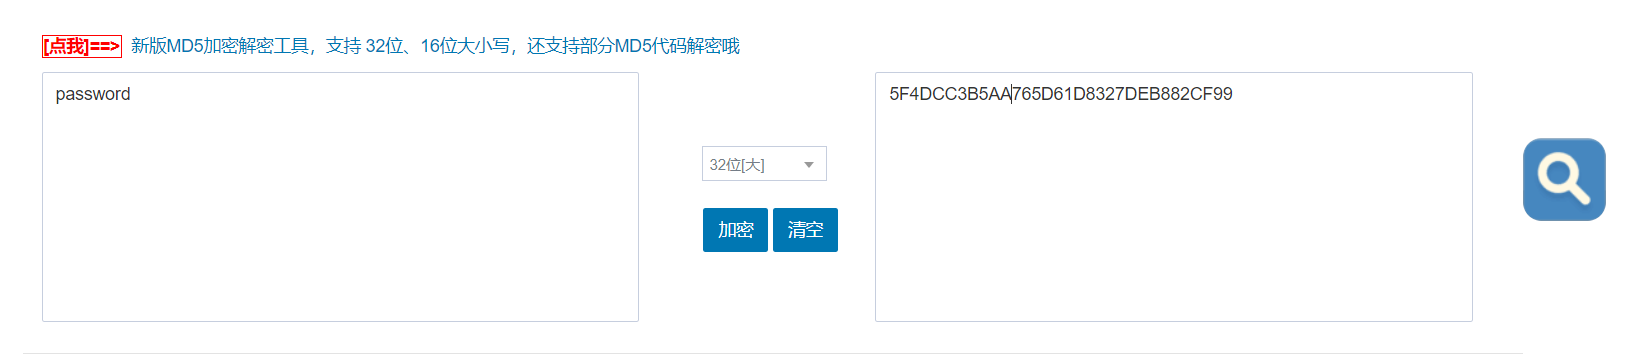 [点我]==> 新版MD5加密解密工具，支持 32位、16位大小写，还支持部分MD5代码解密哦
password
5F4DCC3B5AA765D61D8327DEB882CF99
32位[大]
加密 清空